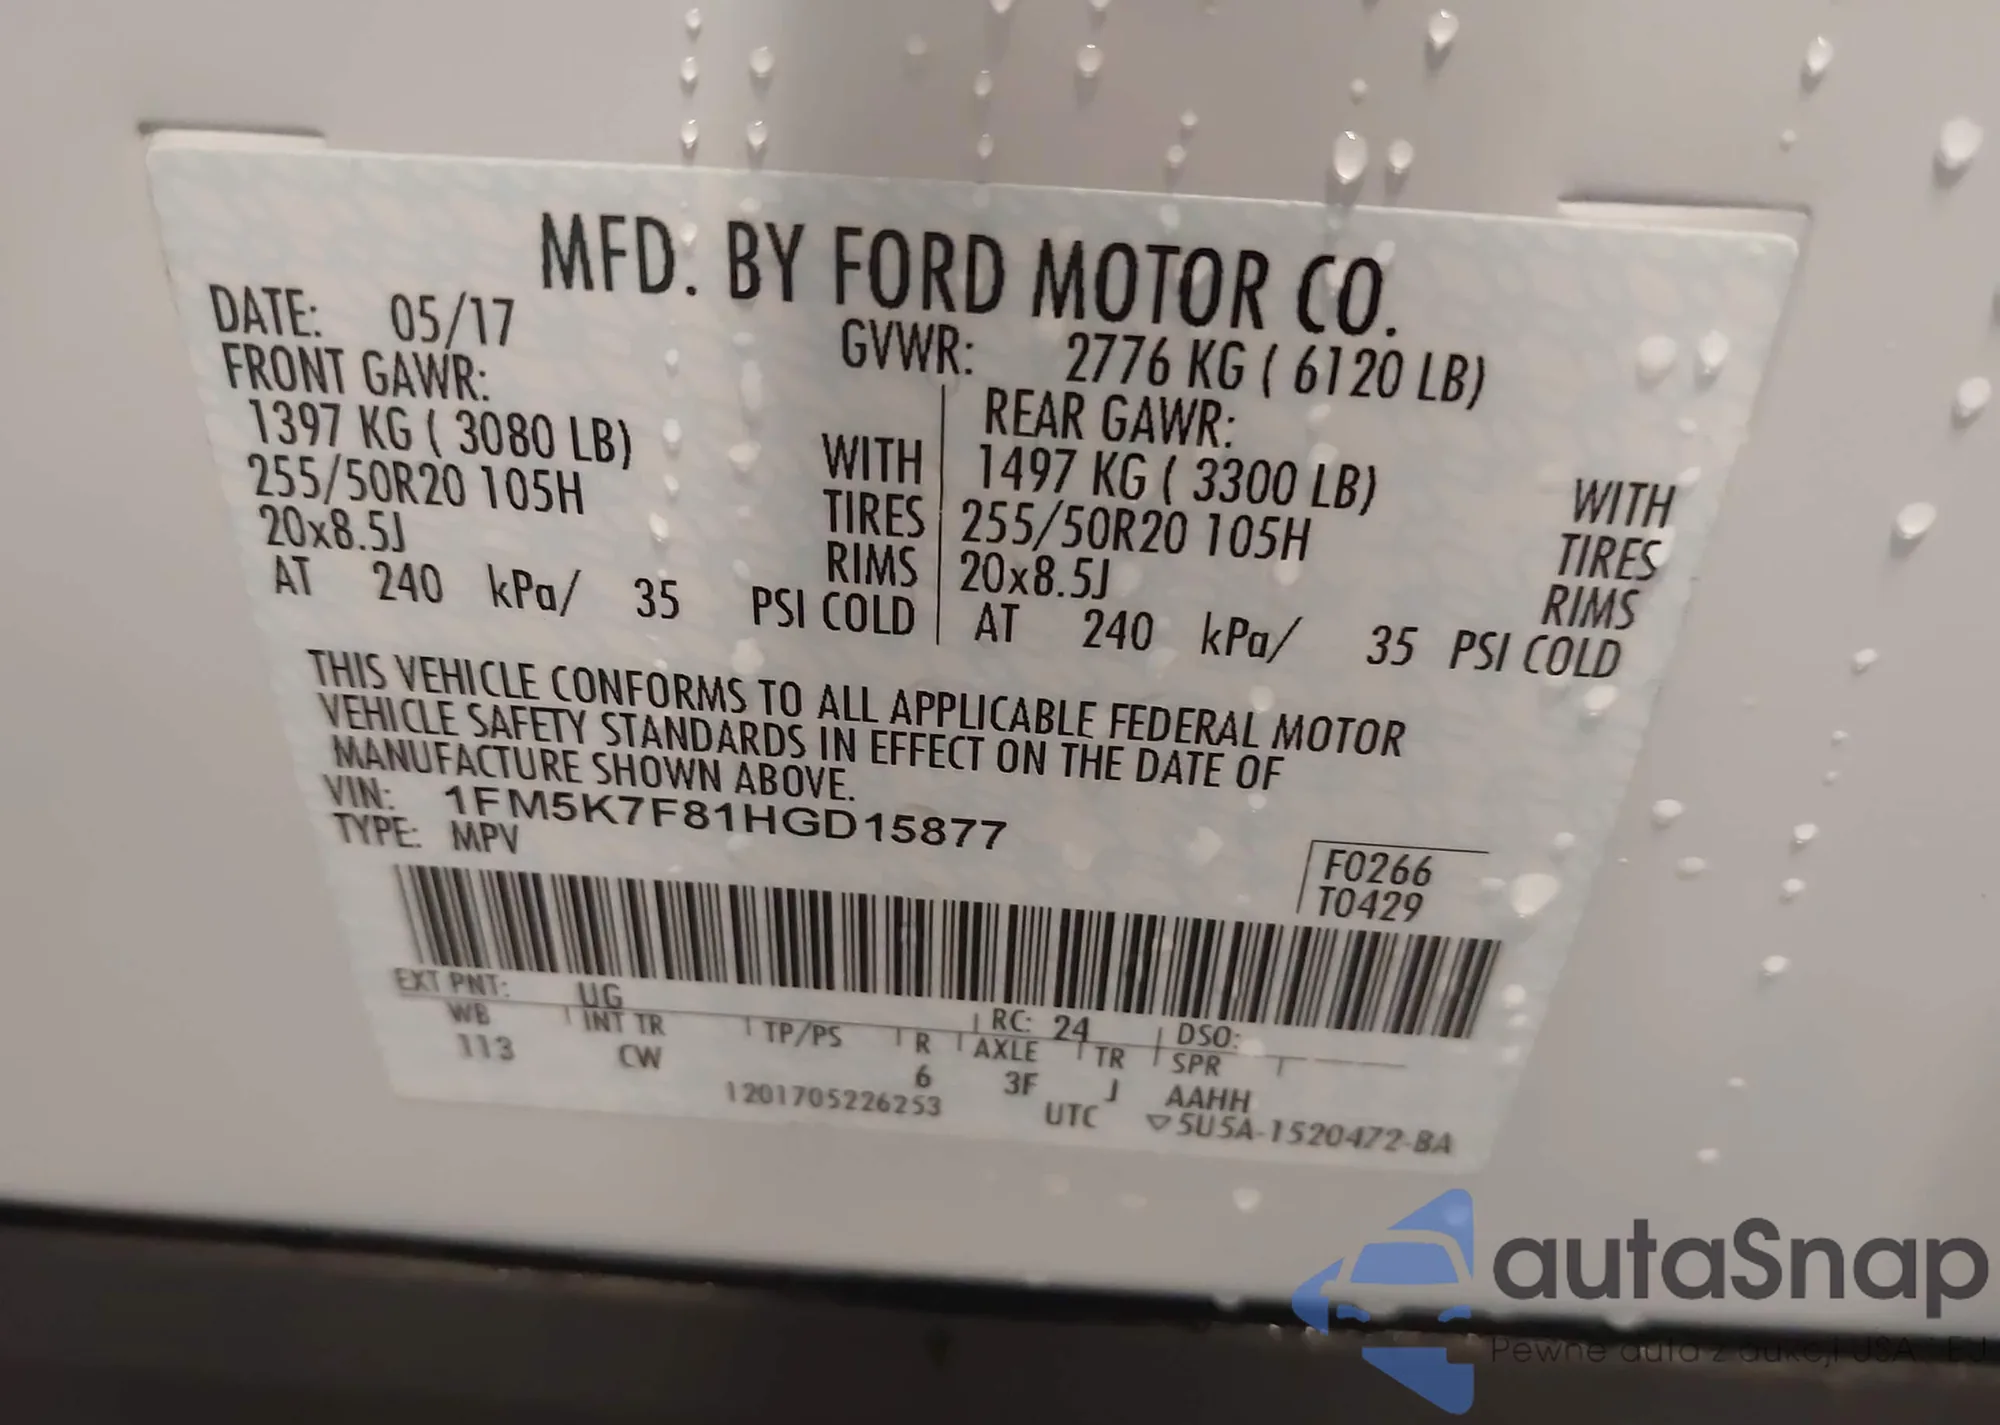 MFD. BY FORD MOTOR CO.
DATE: 05/17 GVWR: 2776 KG ( 6120 LB)
FRONT GAWR: REAR GAWR:
1397 KG ( 3080 LB) WITH 1497 KG ( 3300 LB) WITH
255/50R20 105H TIRES 255/50R20 105H TIRES
20x8.5J RIMS 20x8.5J RIMS
AT 240 kPa/ 35 PSI COLD AT 240 kPa/ 35 PSI COLD
THIS VEHICLE CONFORMS TO ALL APPLICABLE FEDERAL MOTOR
VEHICLE SAFETY STANDARDS IN EFFECT ON THE DATE OF
MANUFACTURE SHOWN ABOVE.
VIN: 1FM5K7F81HGD15877
TYPE: MPV
F0266
T0429
EXT PNT: UG RC: 24 DSO:
WB INT TR TP/PS R AXLE TR SPR
113 CW 6 3F J AAHH
1201705226253 UTC ▽5U5A-1520472-BA
autaSnap
Pewne auta z aukcji USA i EU